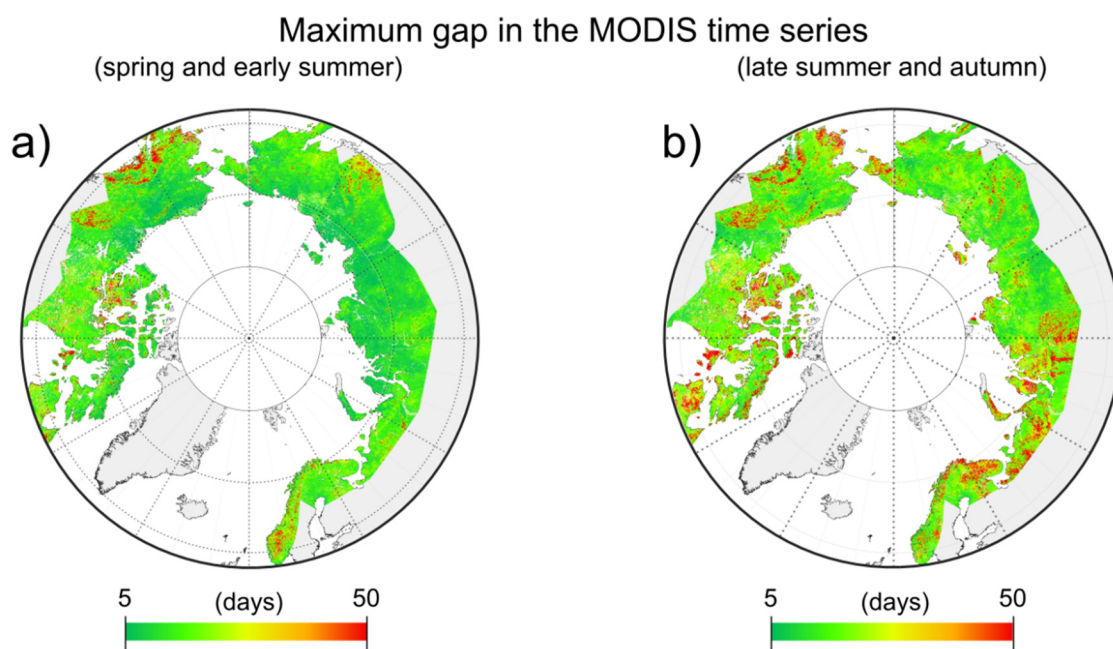 Maximum gap in the MODIS time series
(spring and early summer) (late summer and autumn)
a) b)
5 (days) 50 5 (days) 50